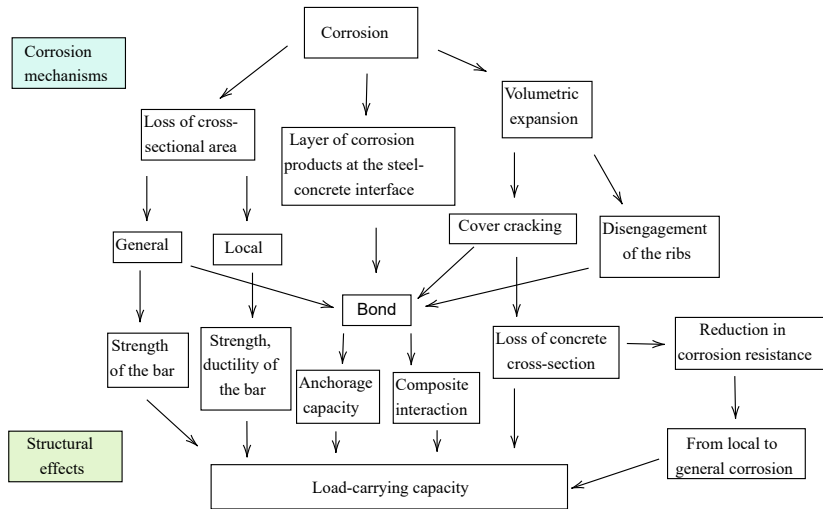 Corrosion
Corrosion
mechanisms
Volumetric
expansion
Loss of cross-
sectional area
Layer of corrosion
products at the steel-
concrete interface
General
Local
Cover cracking
Disengagement
of the ribs
Bond
Strength
of the bar
Strength,
ductility of
the bar
Anchorage
capacity
Composite
interaction
Loss of concrete
cross-section
Reduction in
corrosion resistance
Structural
effects
From local to
general corrosion
Load-carrying capacity